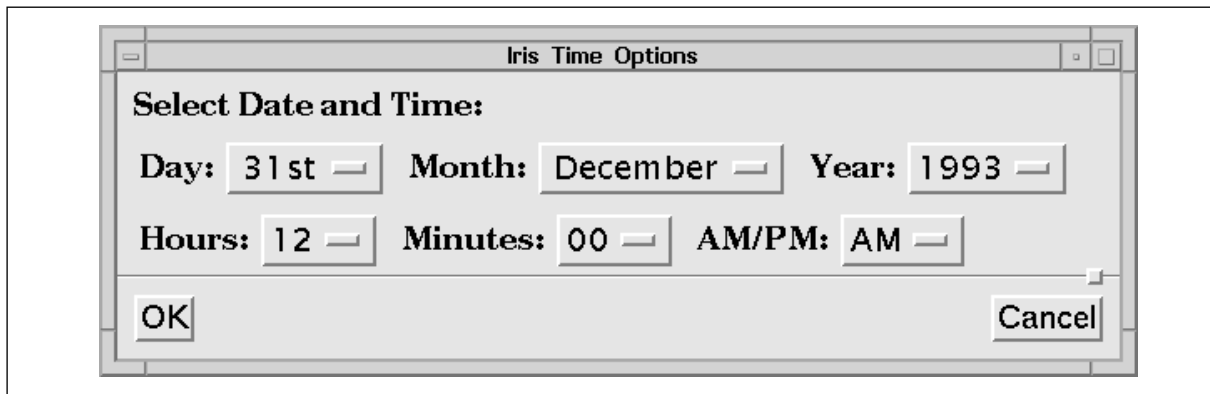 Iris Time Options
Select Date and Time:
Day: 31st Month: December Year: 1993
Hours: 12 Minutes: 00 AM/PM: AM
OK Cancel